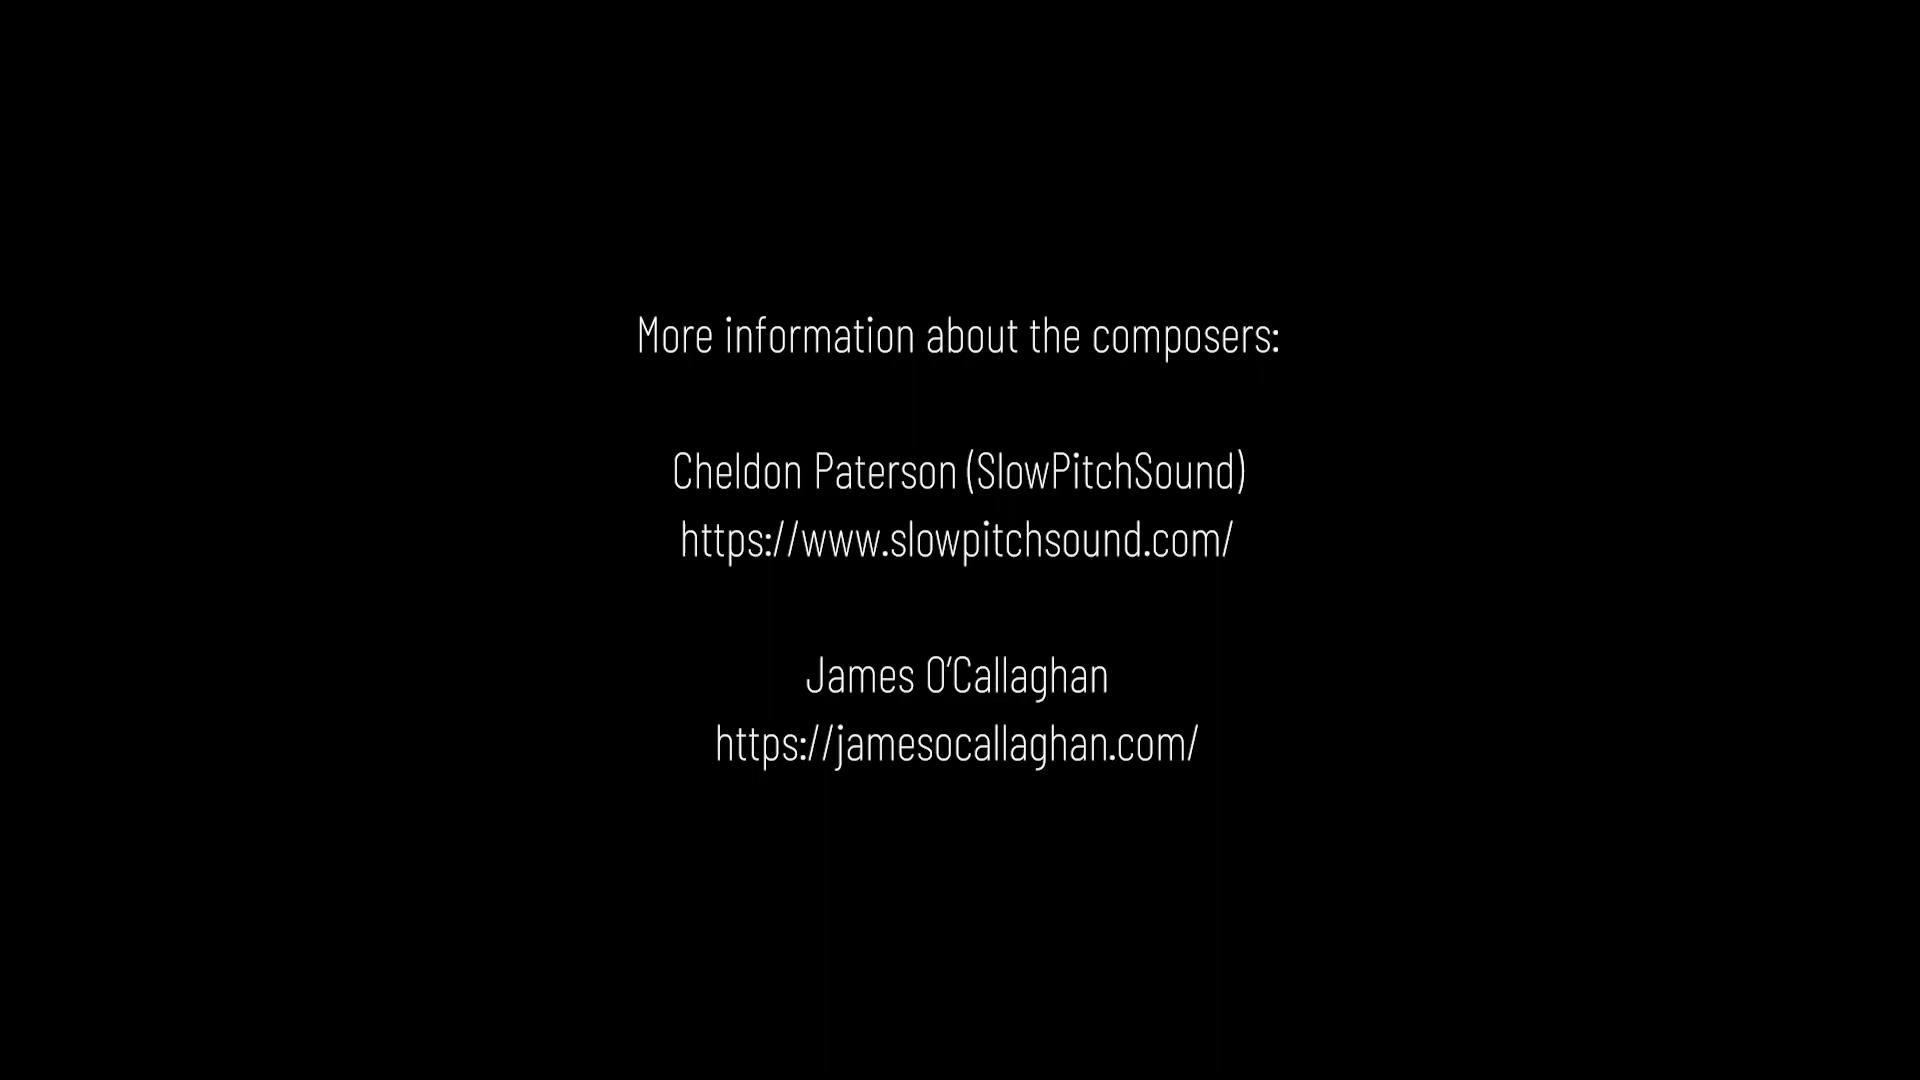 More information about the composers:
Cheldon Paterson (SlowPitchSound)
https://www.slowpitchsound.com/
James O’Callaghan
https://jamesocallaghan.com/